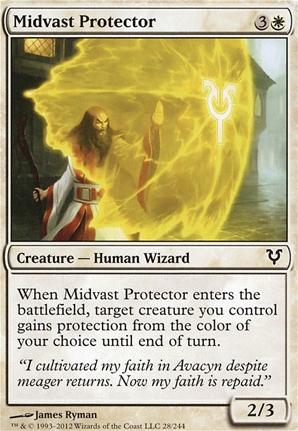 Midvast Protector 3
Creature — Human Wizard
When Midvast Protector enters the
battlefield, target creature you control
gains protection from the color of
your choice until end of turn.
“I cultivated my faith in Avacyn despite
meager returns. Now my faith is repaid.”
2/3
James Ryman
™ & © 1993–2012 Wizards of the Coast LLC 28/244